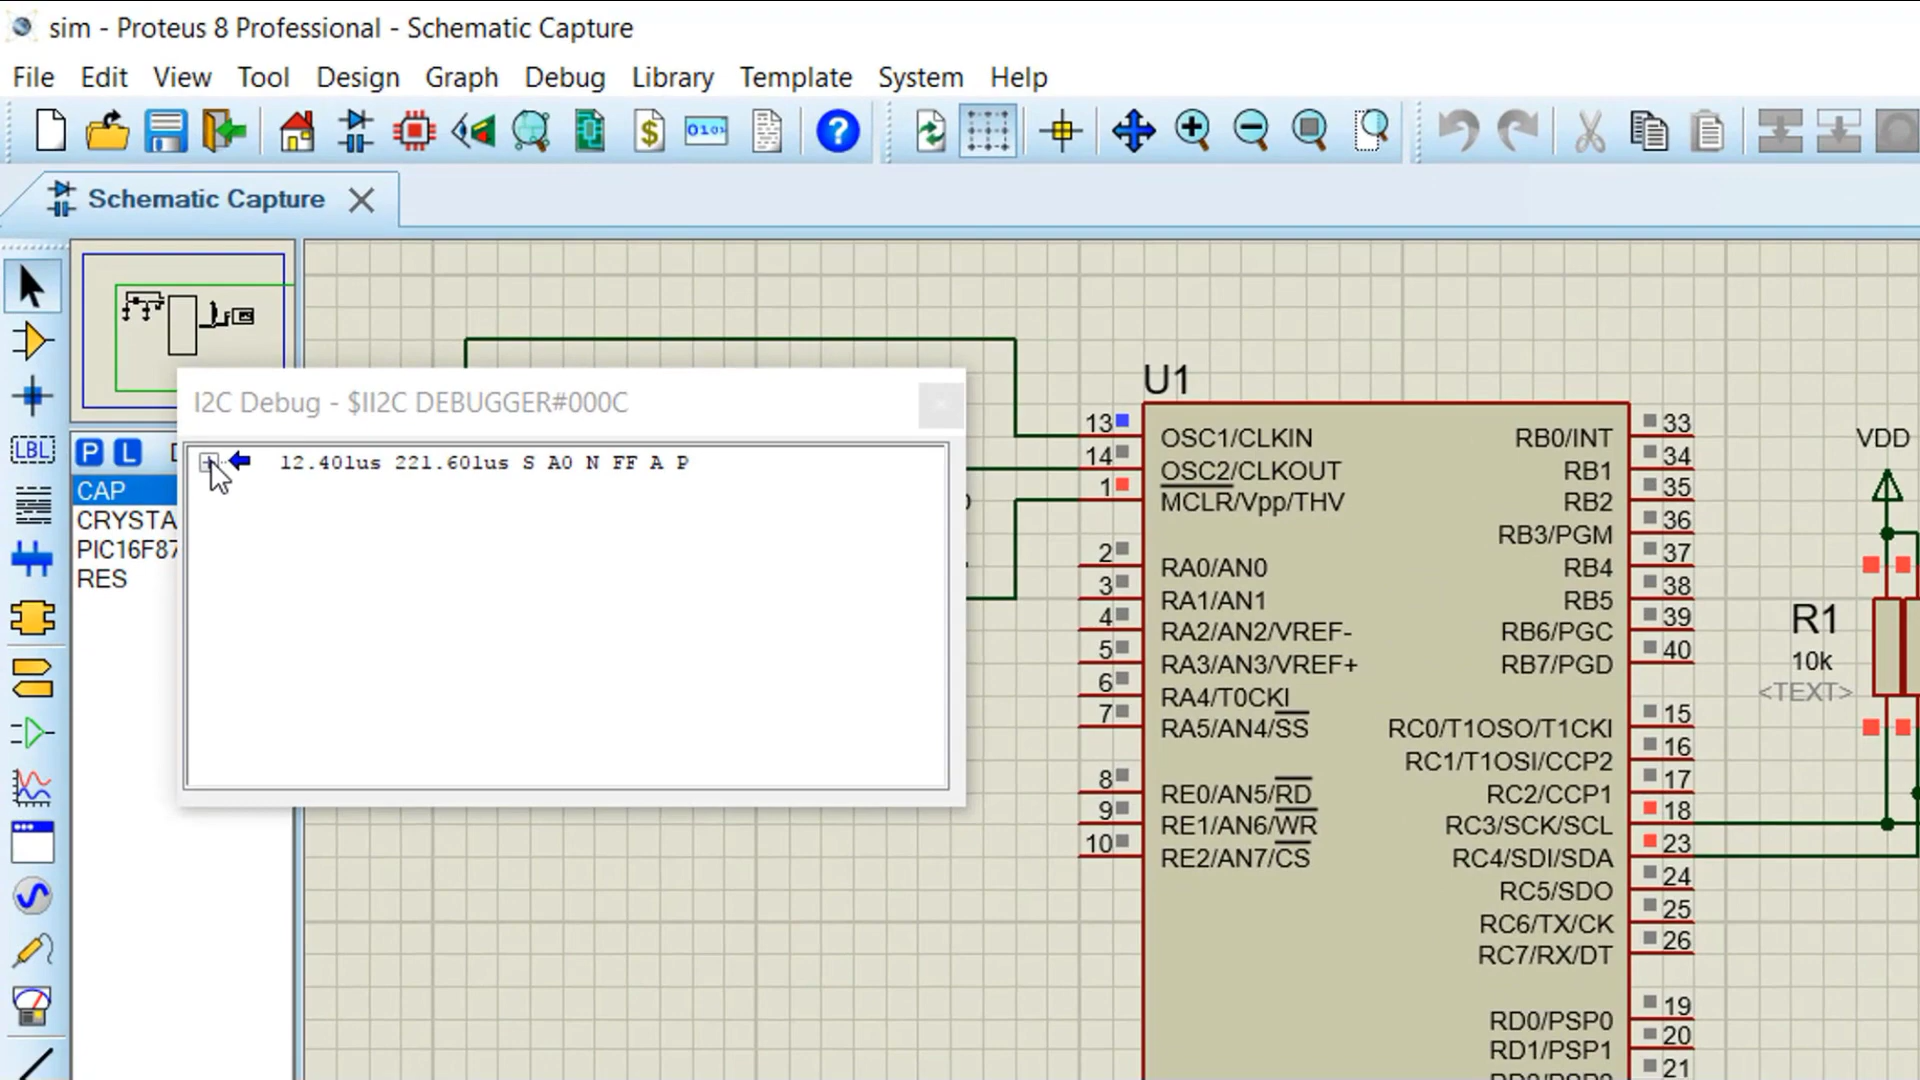 sim - Proteus 8 Professional - Schematic Capture
File Edit View Tool Design Graph Debug Library Template System Help
Schematic Capture
I2C Debug - $II2C DEBUGGER#000C
12.401us 221.601us S A0 N FF A P
LBL
P L
CAP
CRYSTA
PIC16F87
RES
U1
13 OSC1/CLKIN
14 OSC2/CLKOUT
1 MCLR/Vpp/THV
2 RA0/AN0
3 RA1/AN1
4 RA2/AN2/VREF-
5 RA3/AN3/VREF+
6 RA4/T0CKI
7 RA5/AN4/SS
8 RE0/AN5/RD
9 RE1/AN6/WR
10 RE2/AN7/CS
RB0/INT 33
RB1 34
RB2 35
RB3/PGM 36
RB4 37
RB5 38
RB6/PGC 39
RB7/PGD 40
RC0/T1OSO/T1CKI 15
RC1/T1OSI/CCP2 16
RC2/CCP1 17
RC3/SCK/SCL 18
RC4/SDI/SDA 23
RC5/SDO 24
RC6/TX/CK 25
RC7/RX/DT 26
RD0/PSP0 19
RD1/PSP1 20
21
VDD
R1
10k
<TEXT>